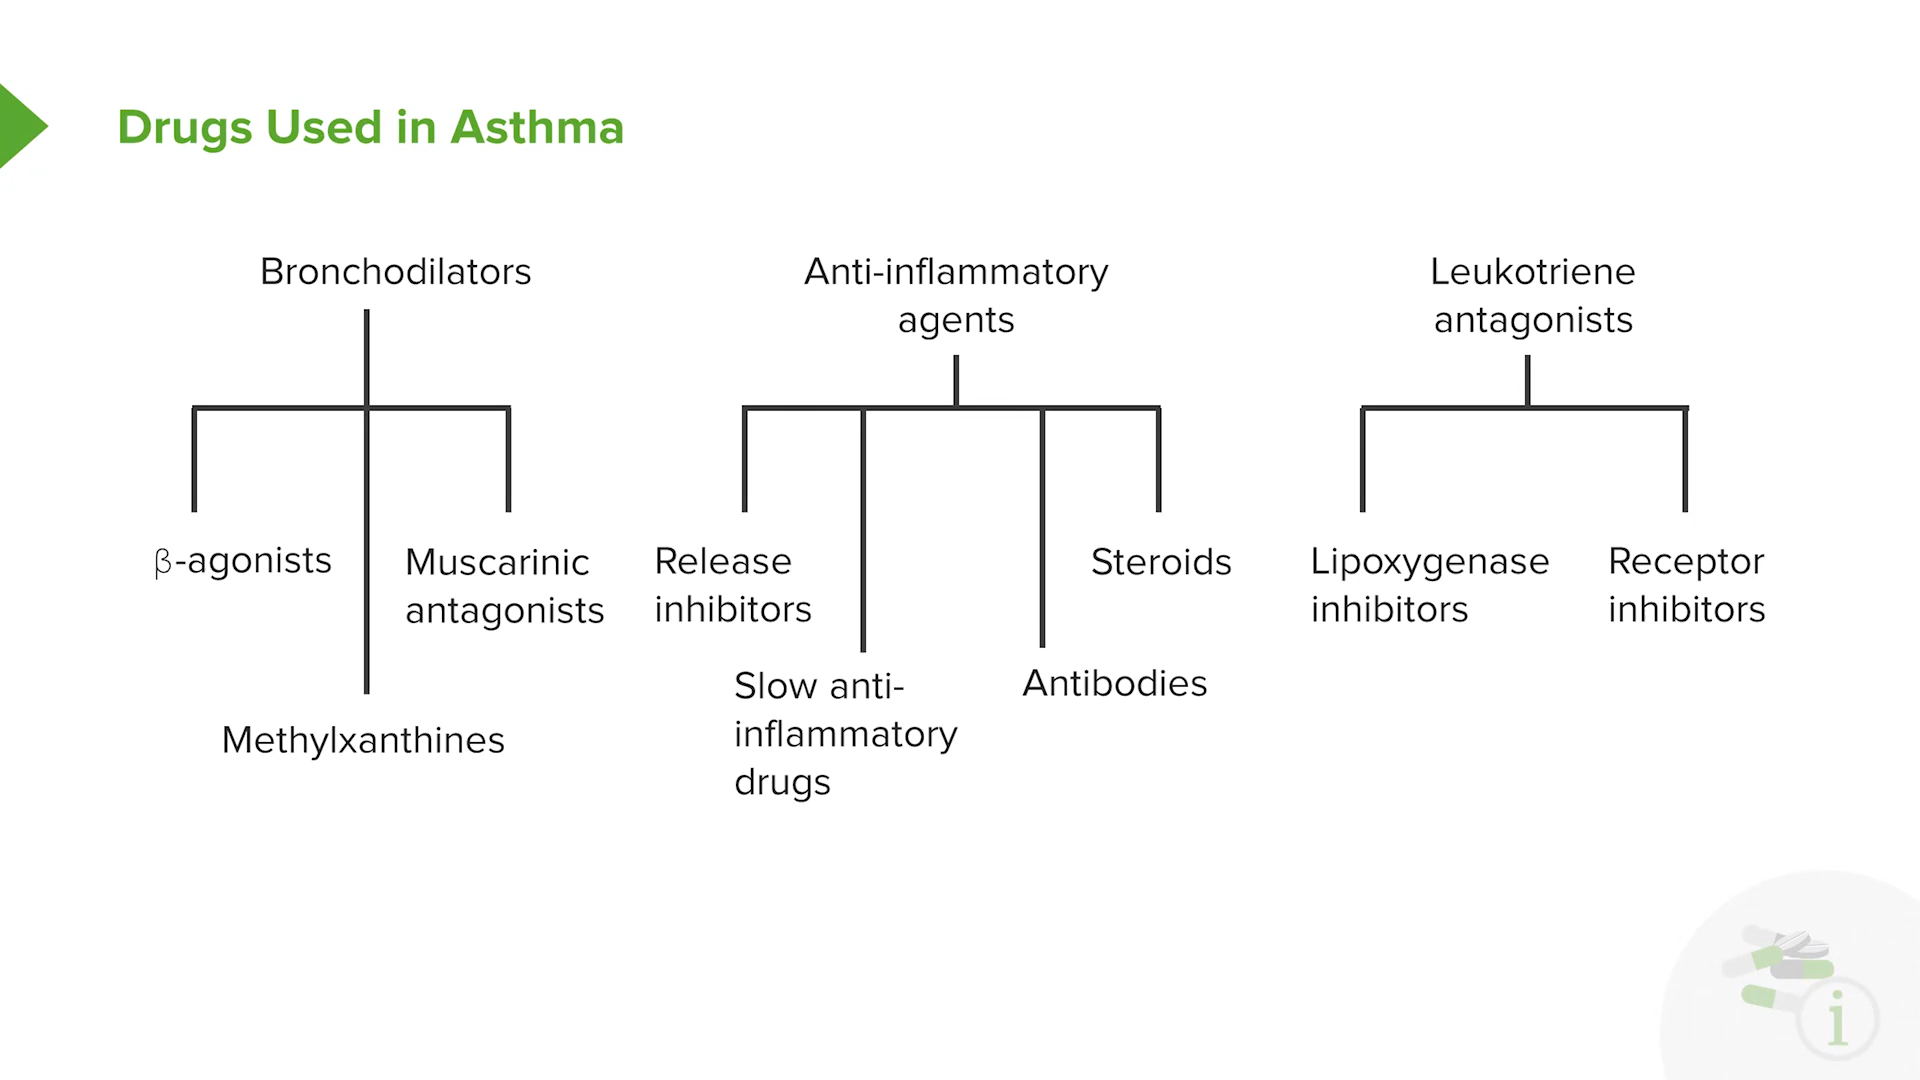 Drugs Used in Asthma
Bronchodilators
β-agonists
Muscarinic
antagonists
Methylxanthines
Anti-inflammatory
agents
Release
inhibitors
Slow anti-
inflammatory
drugs
Antibodies
Steroids
Leukotriene
antagonists
Lipoxygenase
inhibitors
Receptor
inhibitors
i